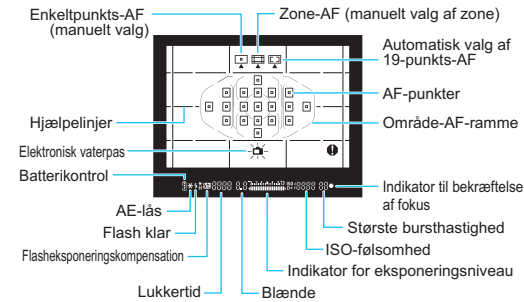 Enkeltpunkts-AF
(manuelt valg)
Zone-AF (manuelt valg af zone)
Automatisk valg af
19-punkts-AF
AF-punkter
Hjælpelinjer
Område-AF-ramme
Elektronisk vaterpas
Batterikontrol
Indikator til bekræftelse
af fokus
AE-lås
Største bursthastighed
Flash klar
ISO-følsomhed
Flasheksponeringskompensation
Indikator for eksponeringsniveau
Lukkertid
Blænde